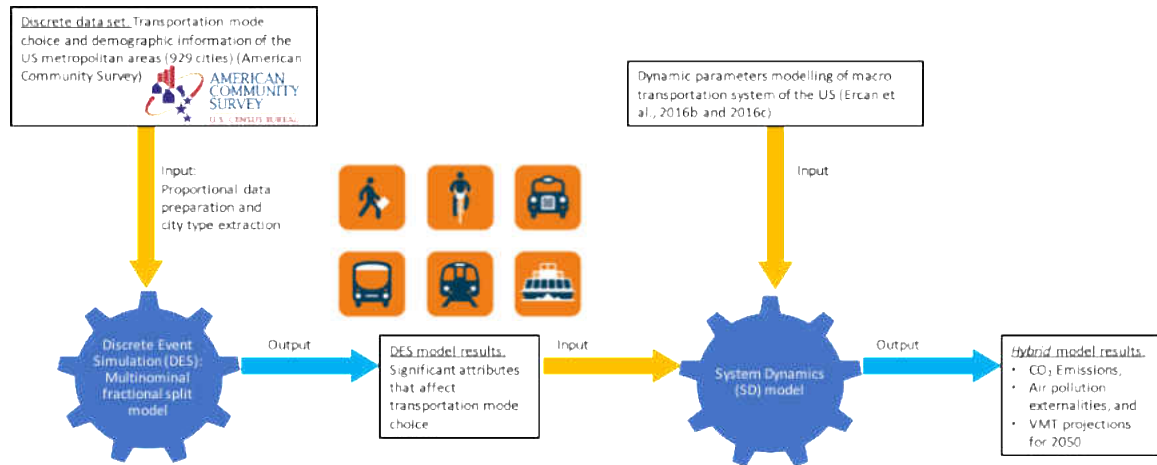 Discrete data set. Transportation mode
choice and demographic information of the
US metropolitan areas (929 cities) (American
Community Survey)
AMERICAN
COMMUNITY
SURVEY
U.S. CENSUS BUREAU
Dynamic parameters modelling of macro
transportation system of the US (Ercan et
al., 2016b and 2016c)
Input:
Proportional data
preparation and
city type extraction
Input
Discrete Event
Simulation (DES):
Multinominal
fractional split
model
Output
DES model results.
Significant attributes
that affect
transportation mode
choice
Input
System Dynamics
(SD) model
Output
Hybrid model results.
• CO₂ Emissions,
• Air pollution
externalities, and
• VMT projections
for 2050